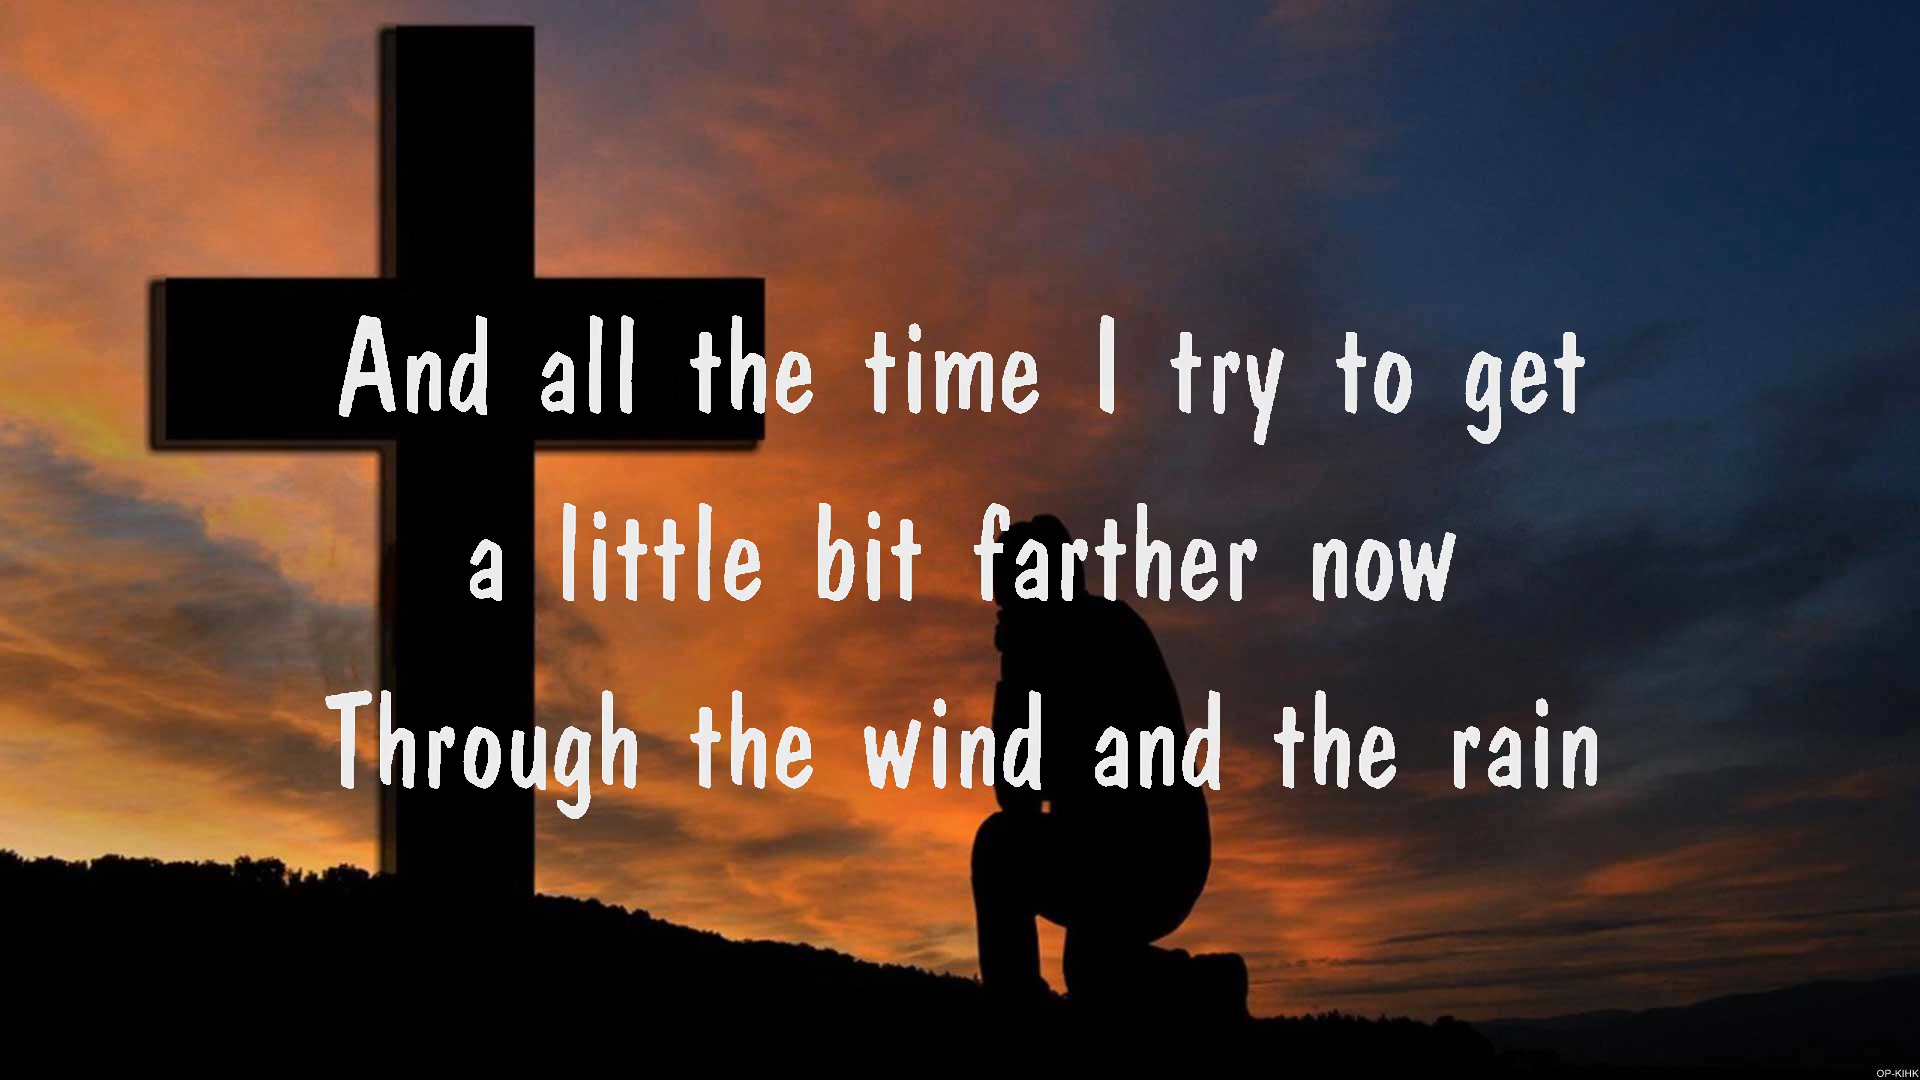 And all the time I try to get
a little bit farther now
Through the wind and the rain
OP-KIHK